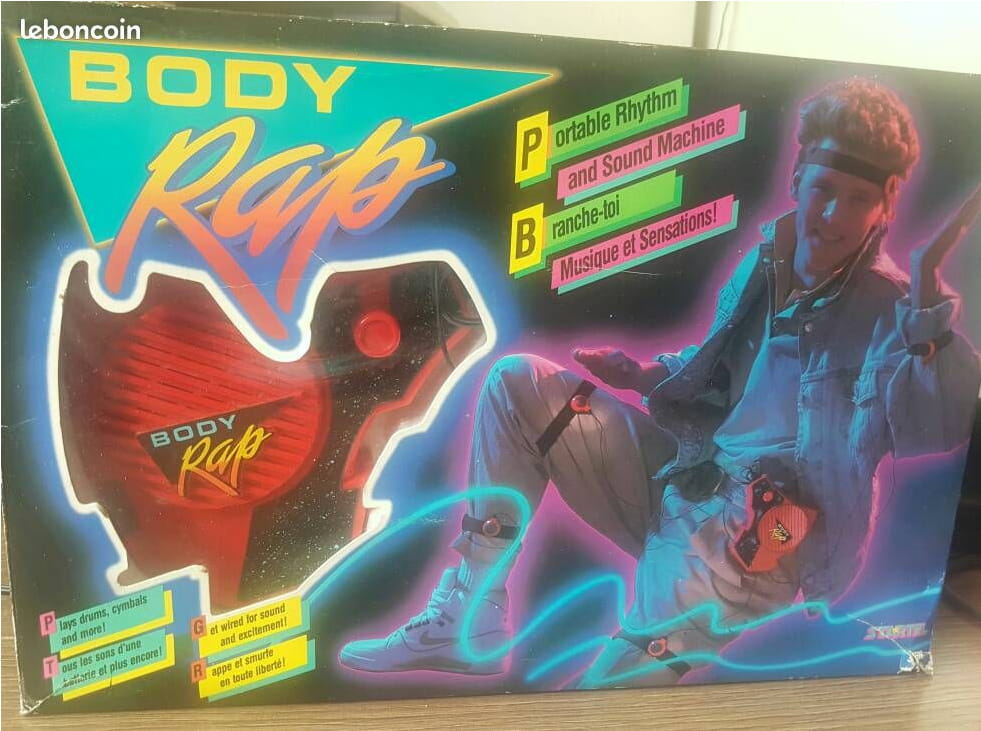 leboncoin
BODY
Rap
Portable Rhythm
and Sound Machine
Branche-toi
Musique et Sensations!
BODY
Rap
Plays drums, cymbals
and more!
Tous les sons d'une
batterie et plus encore!
Get wired for sound
and excitement!
Rappe et smurfe
en toute liberté!
Rap